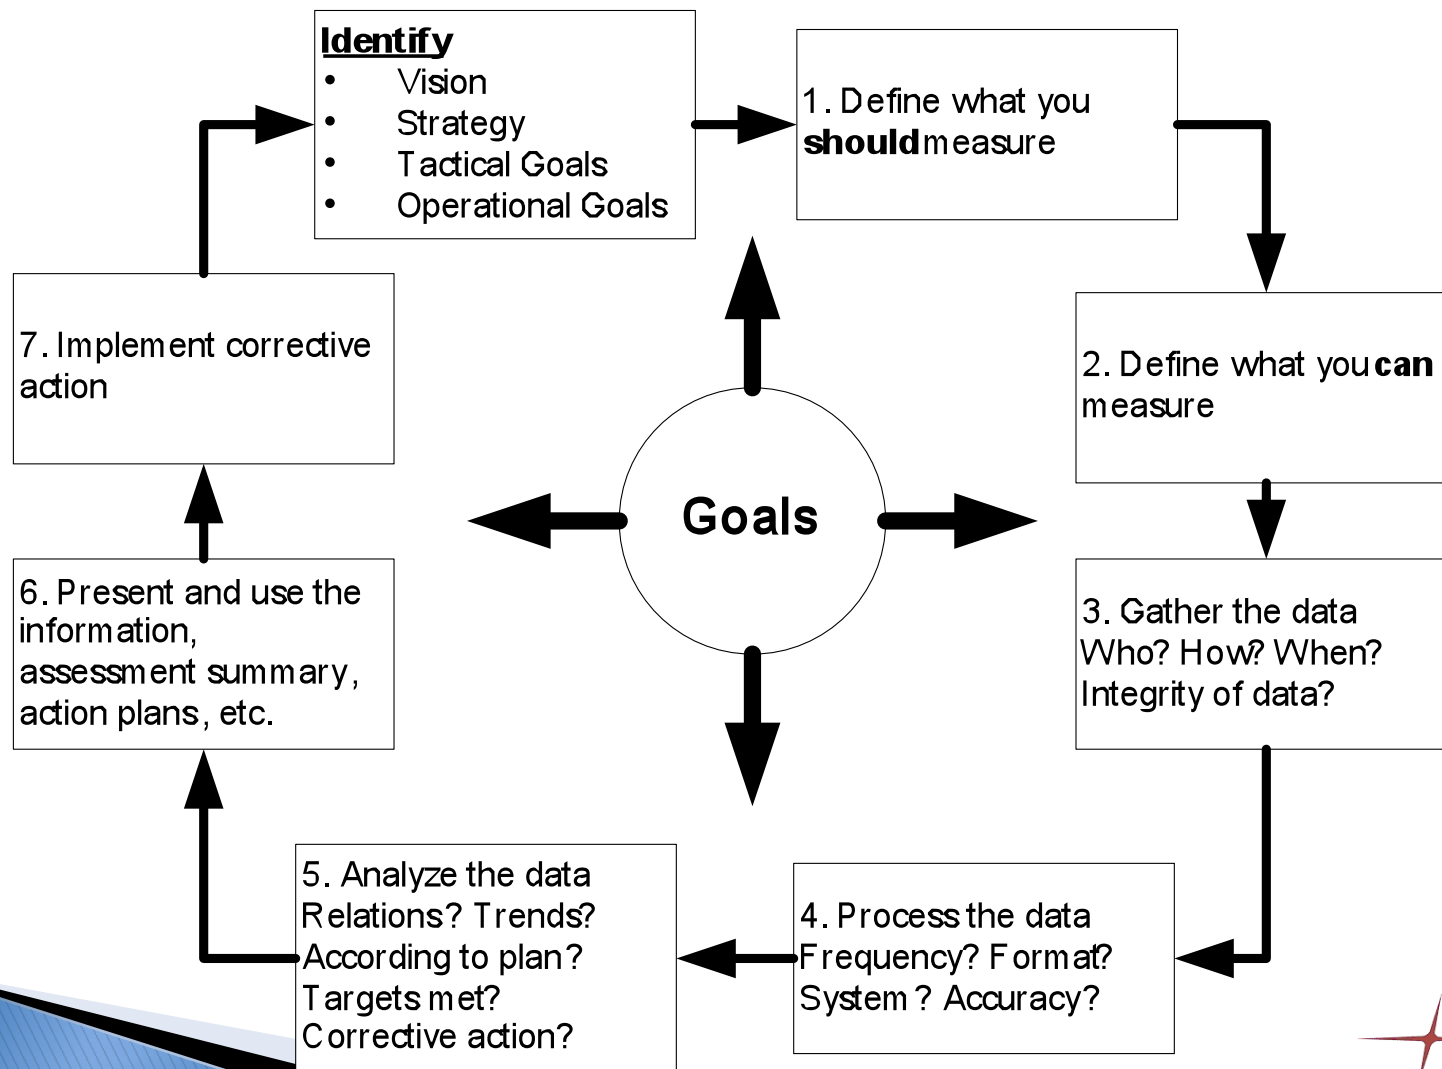 Identify
• Vision
• Strategy
• Tactical Goals
• Operational Goals
1. Define what you
should measure
2. Define what you can
measure
3. Gather the data
Who? How? When?
Integrity of data?
4. Process the data
Frequency? Format?
System? Accuracy?
5. Analyze the data
Relations? Trends?
According to plan?
Targets met?
Corrective action?
6. Present and use the
information,
assessment summary,
action plans, etc.
7. Implement corrective
action
Goals